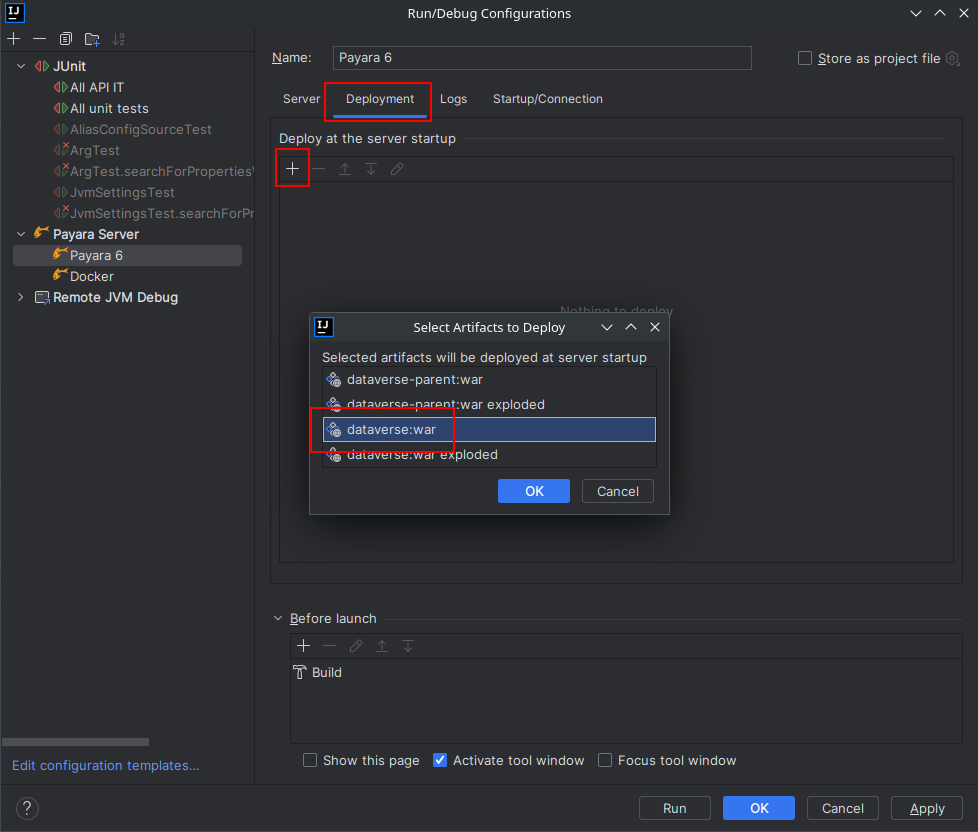 IJ
Run/Debug Configurations
JUnit
All API IT
All unit tests
AliasConfigSourceTest
ArgTest
ArgTest.searchForProperties
JvmSettingsTest
JvmSettingsTest.searchForPr
Payara Server
Payara 6
Docker
Remote JVM Debug
Edit configuration templates...
Name: Payara 6
Store as project file
Server Deployment Logs Startup/Connection
Deploy at the server startup
Nothing to deploy
IJ
Select Artifacts to Deploy
Selected artifacts will be deployed at server startup
dataverse-parent:war
dataverse-parent:war exploded
dataverse:war
dataverse:war exploded
OK Cancel
Before launch
Build
Show this page Activate tool window Focus tool window
? Run OK Cancel Apply